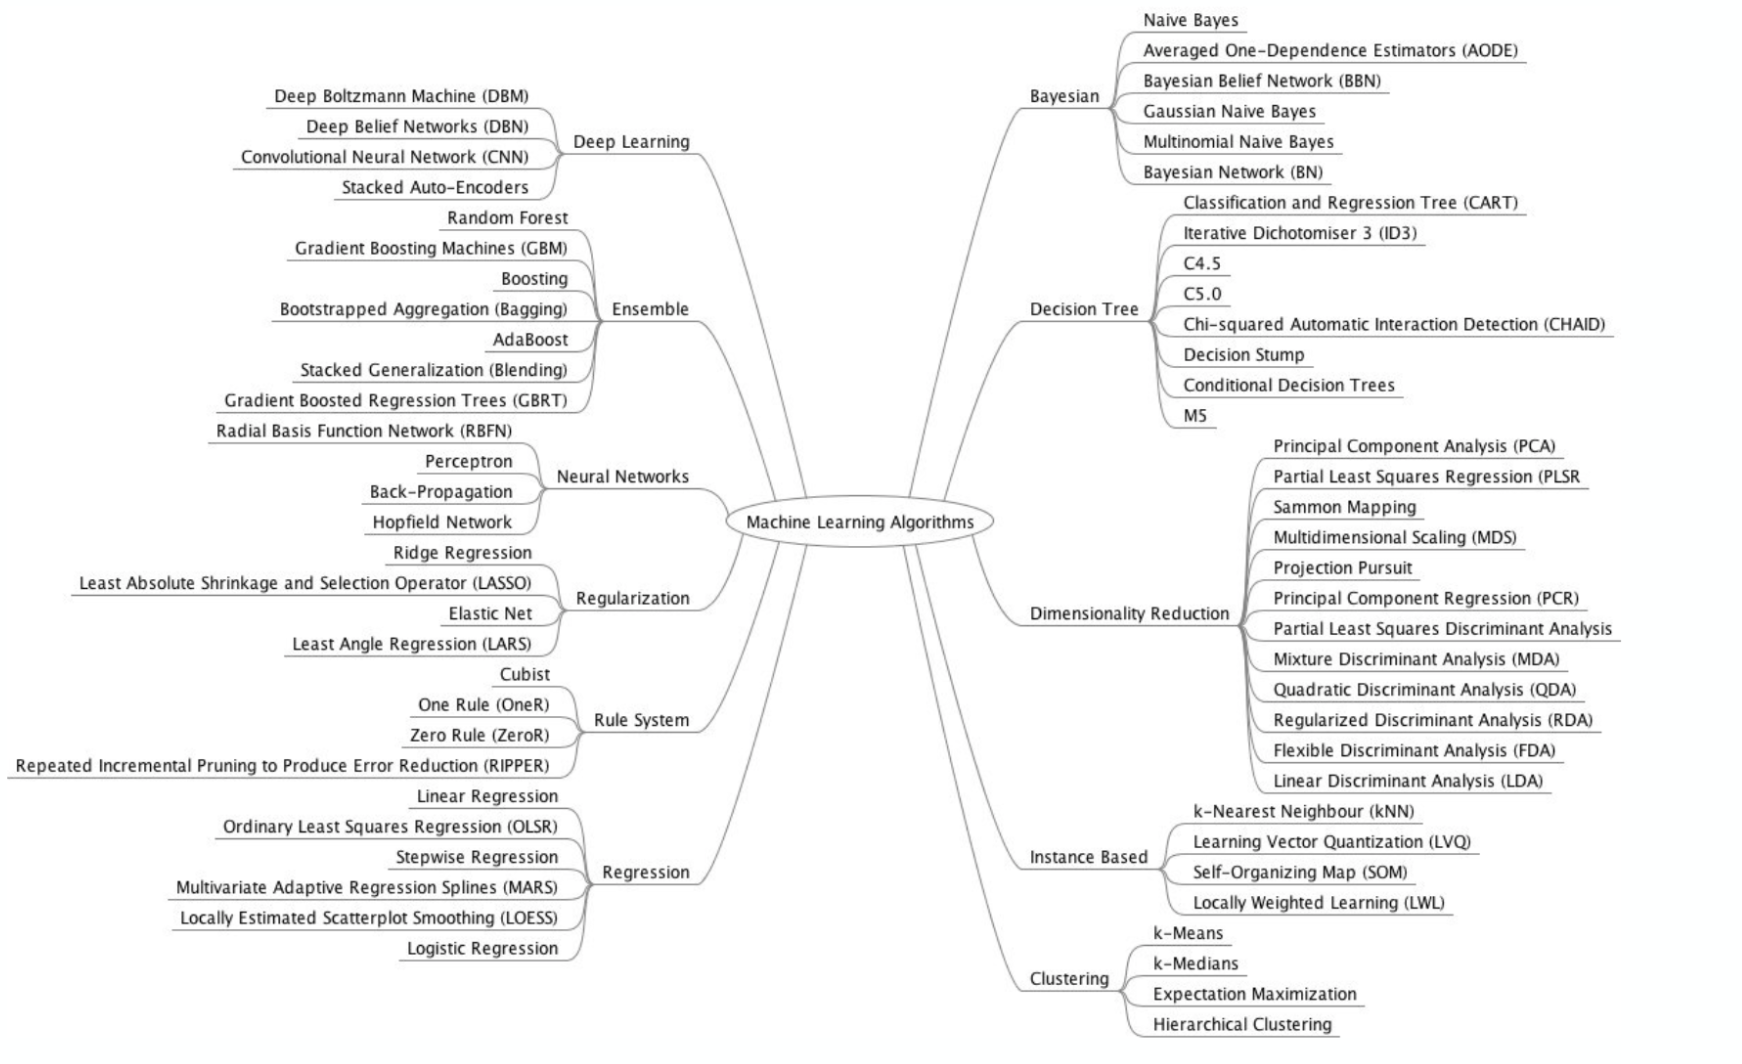 Machine Learning Algorithms
Deep Learning
Deep Boltzmann Machine (DBM)
Deep Belief Networks (DBN)
Convolutional Neural Network (CNN)
Stacked Auto-Encoders
Ensemble
Random Forest
Gradient Boosting Machines (GBM)
Boosting
Bootstrapped Aggregation (Bagging)
AdaBoost
Stacked Generalization (Blending)
Gradient Boosted Regression Trees (GBRT)
Neural Networks
Radial Basis Function Network (RBFN)
Perceptron
Back-Propagation
Hopfield Network
Regularization
Ridge Regression
Least Absolute Shrinkage and Selection Operator (LASSO)
Elastic Net
Least Angle Regression (LARS)
Rule System
Cubist
One Rule (OneR)
Zero Rule (ZeroR)
Repeated Incremental Pruning to Produce Error Reduction (RIPPER)
Regression
Linear Regression
Ordinary Least Squares Regression (OLSR)
Stepwise Regression
Multivariate Adaptive Regression Splines (MARS)
Locally Estimated Scatterplot Smoothing (LOESS)
Logistic Regression
Bayesian
Naive Bayes
Averaged One-Dependence Estimators (AODE)
Bayesian Belief Network (BBN)
Gaussian Naive Bayes
Multinomial Naive Bayes
Bayesian Network (BN)
Decision Tree
Classification and Regression Tree (CART)
Iterative Dichotomiser 3 (ID3)
C4.5
C5.0
Chi-squared Automatic Interaction Detection (CHAID)
Decision Stump
Conditional Decision Trees
M5
Dimensionality Reduction
Principal Component Analysis (PCA)
Partial Least Squares Regression (PLSR
Sammon Mapping
Multidimensional Scaling (MDS)
Projection Pursuit
Principal Component Regression (PCR)
Partial Least Squares Discriminant Analysis
Mixture Discriminant Analysis (MDA)
Quadratic Discriminant Analysis (QDA)
Regularized Discriminant Analysis (RDA)
Flexible Discriminant Analysis (FDA)
Linear Discriminant Analysis (LDA)
Instance Based
k-Nearest Neighbour (kNN)
Learning Vector Quantization (LVQ)
Self-Organizing Map (SOM)
Locally Weighted Learning (LWL)
Clustering
k-Means
k-Medians
Expectation Maximization
Hierarchical Clustering